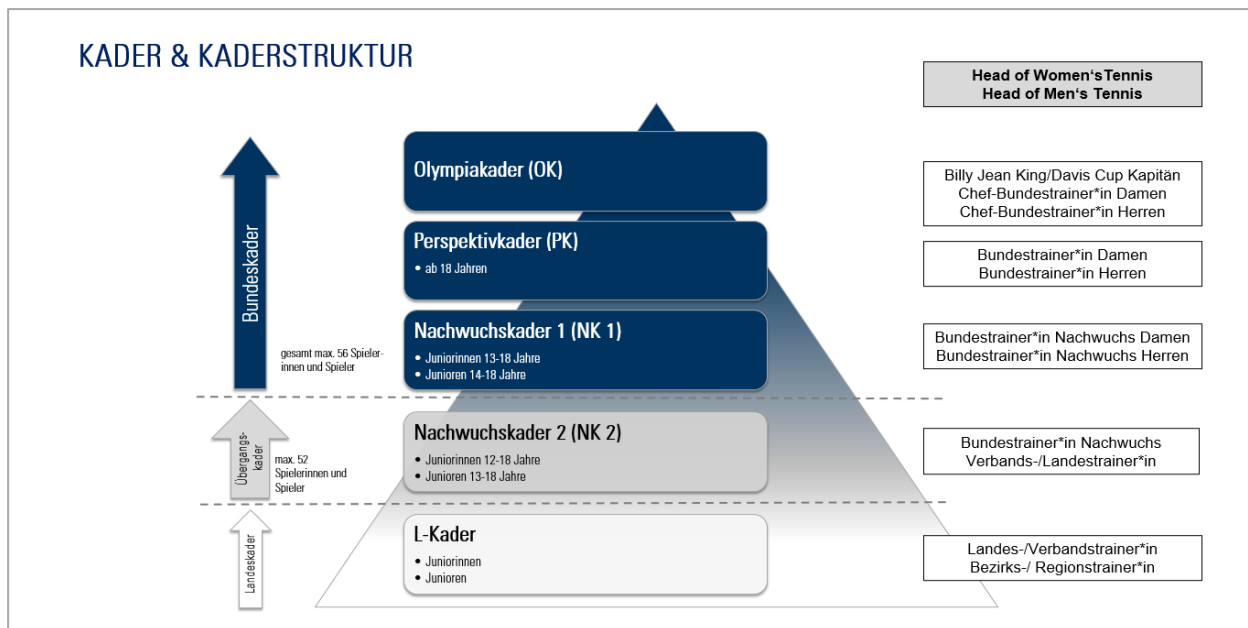 KADER & KADERSTRUKTUR
Head of Women'sTennis
Head of Men's Tennis
Bundeskader
Olympiakader (OK)
Billy Jean King/Davis Cup Kapitän
Chef-Bundestrainer*in Damen
Chef-Bundestrainer*in Herren
Perspektivkader (PK)
• ab 18 Jahren
Bundestrainer*in Damen
Bundestrainer*in Herren
gesamt max. 56 Spieler-
innen und Spieler
Nachwuchskader 1 (NK 1)
• Juniorinnen 13-18 Jahre
• Junioren 14-18 Jahre
Bundestrainer*in Nachwuchs Damen
Bundestrainer*in Nachwuchs Herren
Übergangs-
kader
max. 52
Spielerinnen und
Spieler
Nachwuchskader 2 (NK 2)
• Juniorinnen 12-18 Jahre
• Junioren 13-18 Jahre
Bundestrainer*in Nachwuchs
Verbands-/Landestrainer*in
Landeskader
L-Kader
• Juniorinnen
• Junioren
Landes-/Verbandstrainer*in
Bezirks-/ Regionstrainer*in